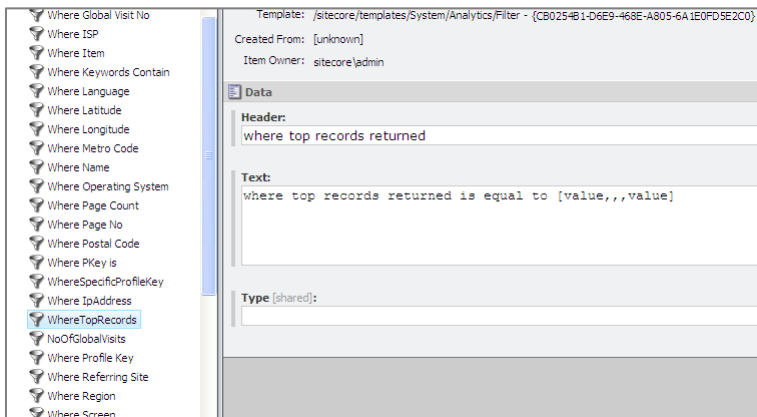 Where Global Visit No
Where ISP
Where Item
Where Keywords Contain
Where Language
Where Latitude
Where Longitude
Where Metro Code
Where Name
Where Operating System
Where Page Count
Where Page No
Where Postal Code
Where PKey is
WhereSpecificProfileKey
Where IpAddress
WhereTopRecords
NoOfGlobalVisits
Where Profile Key
Where Referring Site
Where Region
Where Screen
Template: /sitecore/templates/System/Analytics/Filter - {CB0254B1-D6E9-468E-A805-6A1E0FD5E2C0}
Created From: [unknown]
Item Owner: sitecore\admin
Data
Header:
where top records returned
Text:
where top records returned is equal to [value,,,value]
Type [shared]: